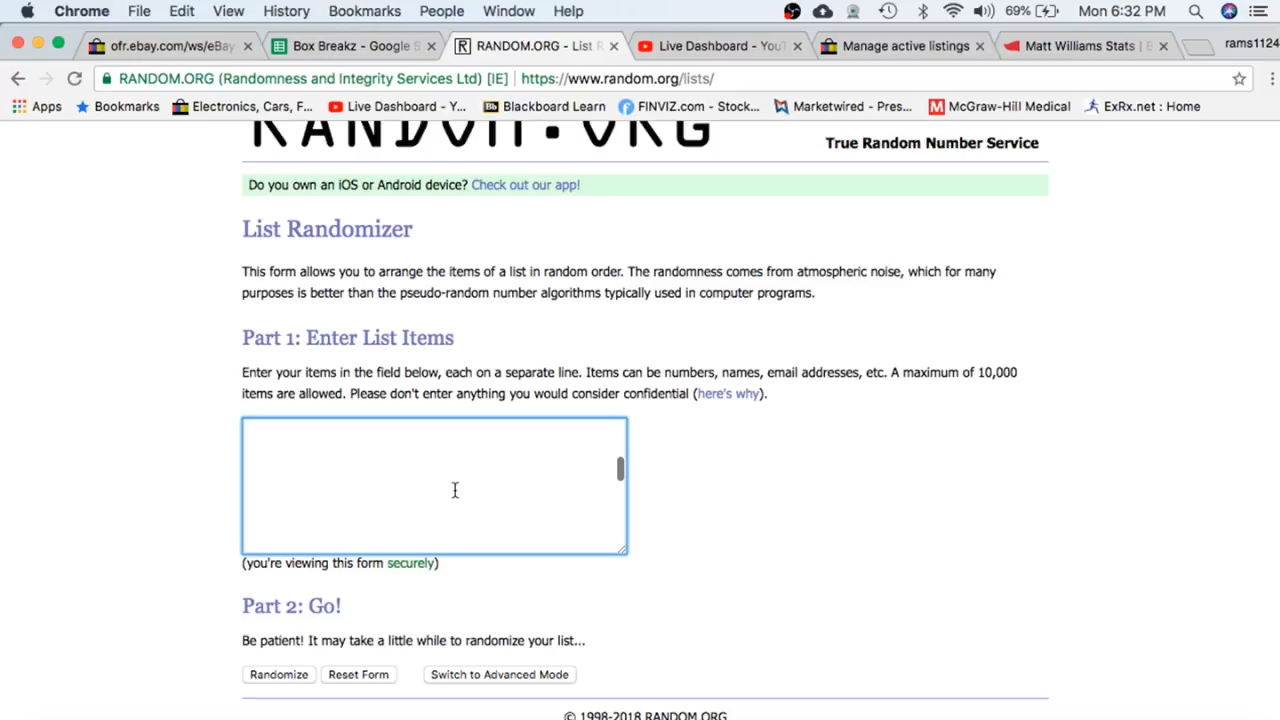 Chrome File Edit View History Bookmarks People Window Help 69% Mon 6:32 PM
ofr.ebay.com/ws/eBay Box Breakz - Google S RANDOM.ORG - List R Live Dashboard - YouT Manage active listings Matt Williams Stats | B rams1124
RANDOM.ORG (Randomness and Integrity Services Ltd) [IE] https://www.random.org/lists/
Apps Bookmarks Electronics, Cars, F... Live Dashboard - Y... Bb Blackboard Learn FINVIZ.com - Stock... Marketwired - Pres... M McGraw-Hill Medical ExRx.net : Home
RANDOM.ORG
True Random Number Service
Do you own an iOS or Android device? Check out our app!
List Randomizer
This form allows you to arrange the items of a list in random order. The randomness comes from atmospheric noise, which for many
purposes is better than the pseudo-random number algorithms typically used in computer programs.
Part 1: Enter List Items
Enter your items in the field below, each on a separate line. Items can be numbers, names, email addresses, etc. A maximum of 10,000
items are allowed. Please don't enter anything you would consider confidential (here's why).
(you're viewing this form securely)
Part 2: Go!
Be patient! It may take a little while to randomize your list...
Randomize Reset Form Switch to Advanced Mode
© 1998-2018 RANDOM.ORG